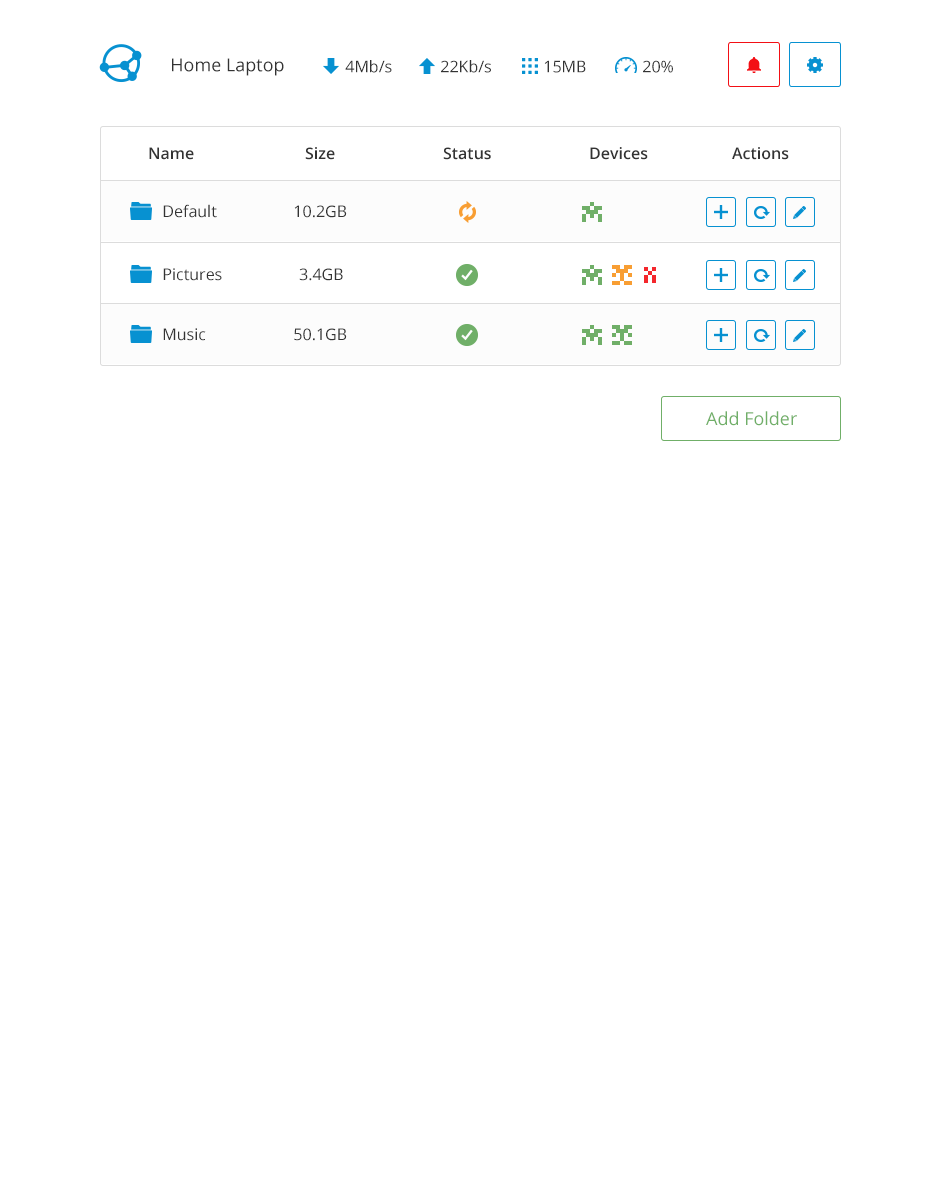 Home Laptop 4Mb/s 22Kb/s 15MB 20%
Name Size Status Devices Actions
Default 10.2GB
Pictures 3.4GB
Music 50.1GB
Add Folder